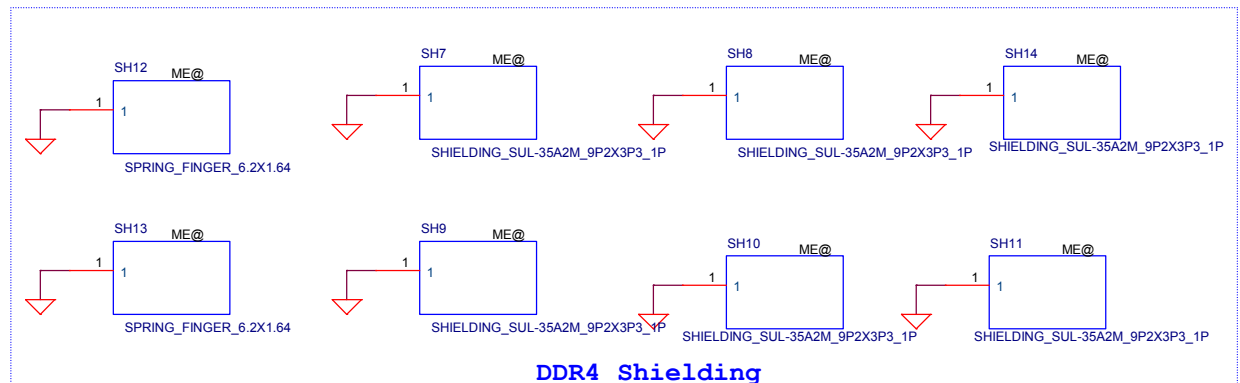 SH12 ME@
1 1
SPRING_FINGER_6.2X1.64
SH7 ME@
1 1
SHIELDING_SUL-35A2M_9P2X3P3_1P
SH8 ME@
1 1
SHIELDING_SUL-35A2M_9P2X3P3_1P
SH14 ME@
1 1
SHIELDING_SUL-35A2M_9P2X3P3_1P
SH13 ME@
1 1
SPRING_FINGER_6.2X1.64
SH9 ME@
1 1
SHIELDING_SUL-35A2M_9P2X3P3_1P
SH10 ME@
1 1
SHIELDING_SUL-35A2M_9P2X3P3_1P
SH11 ME@
1 1
SHIELDING_SUL-35A2M_9P2X3P3_1P
DDR4 Shielding